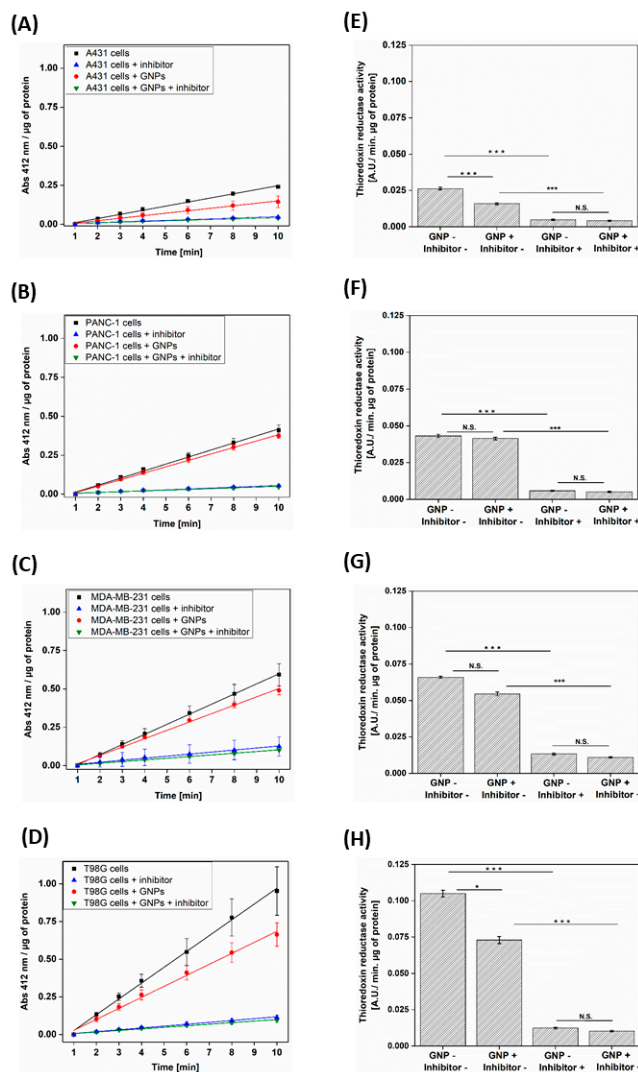 (A)
A431 cells
A431 cells + inhibitor
A431 cells + GNPs
A431 cells + GNPs + inhibitor
1.00
0.75
0.50
0.25
0.00
Abs 412 nm / µg of protein
1 2 3 4 5 6 7 8 9 10
Time [min]
(E)
Thioredoxin reductase activity
[A.U./ min. µg of protein]
0.125
0.100
0.075
0.050
0.025
0.000
* * *
* * *
***
N.S.
GNP - GNP + GNP - GNP +
Inhibitor - Inhibitor - Inhibitor + Inhibitor +
(B)
PANC-1 cells
PANC-1 cells + inhibitor
PANC-1 cells + GNPs
PANC-1 cells + GNPs + inhibitor
1.00
0.75
0.50
0.25
0.00
Abs 412 nm / µg of protein
1 2 3 4 5 6 7 8 9 10
Time [min]
(F)
Thioredoxin reductase activity
[A.U./ min. µg of protein]
0.125
0.100
0.075
0.050
0.025
0.000
* * *
N.S.
***
N.S.
GNP - GNP + GNP - GNP +
Inhibitor - Inhibitor - Inhibitor + Inhibitor +
(C)
MDA-MB-231 cells
MDA-MB-231 cells + inhibitor
MDA-MB-231 cells + GNPs
MDA-MB-231 cells + GNPs + inhibitor
1.00
0.75
0.50
0.25
0.00
Abs 412 nm / µg of protein
1 2 3 4 5 6 7 8 9 10
Time [min]
(G)
Thioredoxin reductase activity
[A.U./ min. µg of protein]
0.125
0.100
0.075
0.050
0.025
0.000
* * *
N.S.
***
N.S.
GNP - GNP + GNP - GNP +
Inhibitor - Inhibitor - Inhibitor + Inhibitor +
(D)
T98G cells
T98G cells + inhibitor
T98G cells + GNPs
T98G cells + GNPs + inhibitor
1.00
0.75
0.50
0.25
0.00
Abs 412 nm / µg of protein
1 2 3 4 5 6 7 8 9 10
Time [min]
(H)
Thioredoxin reductase activity
[A.U./ min. µg of protein]
0.125
0.100
0.075
0.050
0.025
0.000
* * *
*
* * *
N.S.
GNP - GNP + GNP - GNP +
Inhibitor - Inhibitor - Inhibitor + Inhibitor +